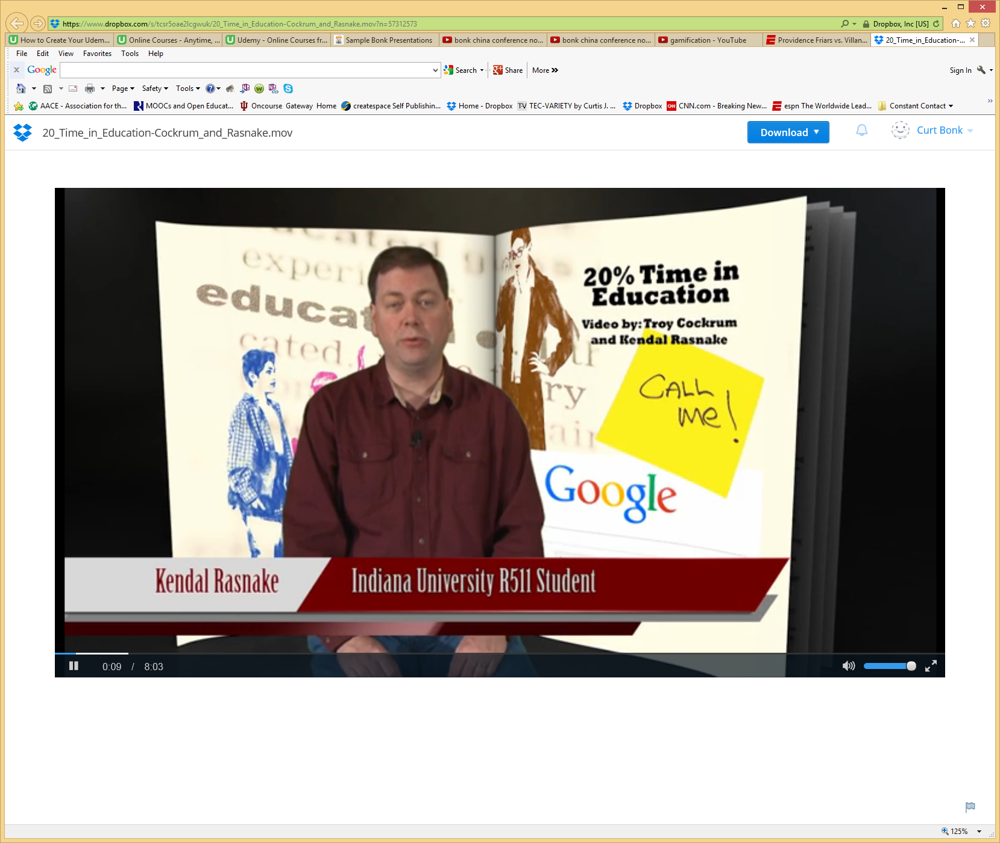 https://www.dropbox.com/s/tcsr5oae2lcgwuk/20_Time_in_Education-Cockrum_and_Rasnake.mov?n=57312573
Dropbox, Inc [US]
How to Create Your Udem...
Online Courses - Anytime, ...
Udemy - Online Courses fr...
Sample Bonk Presentations
bonk china conference no...
bonk china conference no...
gamification - YouTube
Providence Friars vs. Villan...
20_Time_in_Education-...
File Edit View Favorites Tools Help
x Google
Search
Share
More »
Sign In
Page Safety Tools
AACE - Association for th...
MOOCs and Open Educat...
Oncourse Gateway Home
createspace Self Publishin...
Home - Dropbox
TV TEC-VARIETY by Curtis J. ...
Dropbox
CNN CNN.com - Breaking New...
espn The Worldwide Lead...
Constant Contact
20_Time_in_Education-Cockrum_and_Rasnake.mov
Download
Curt Bonk
experi
educat
cated.
ry
air
20% Time in
Education
Video by: Troy Cockrum
and Kendal Rasnake
CALL
me!
Google
Kendal Rasnake
Indiana University R511 Student
0:09 / 8:03
125%